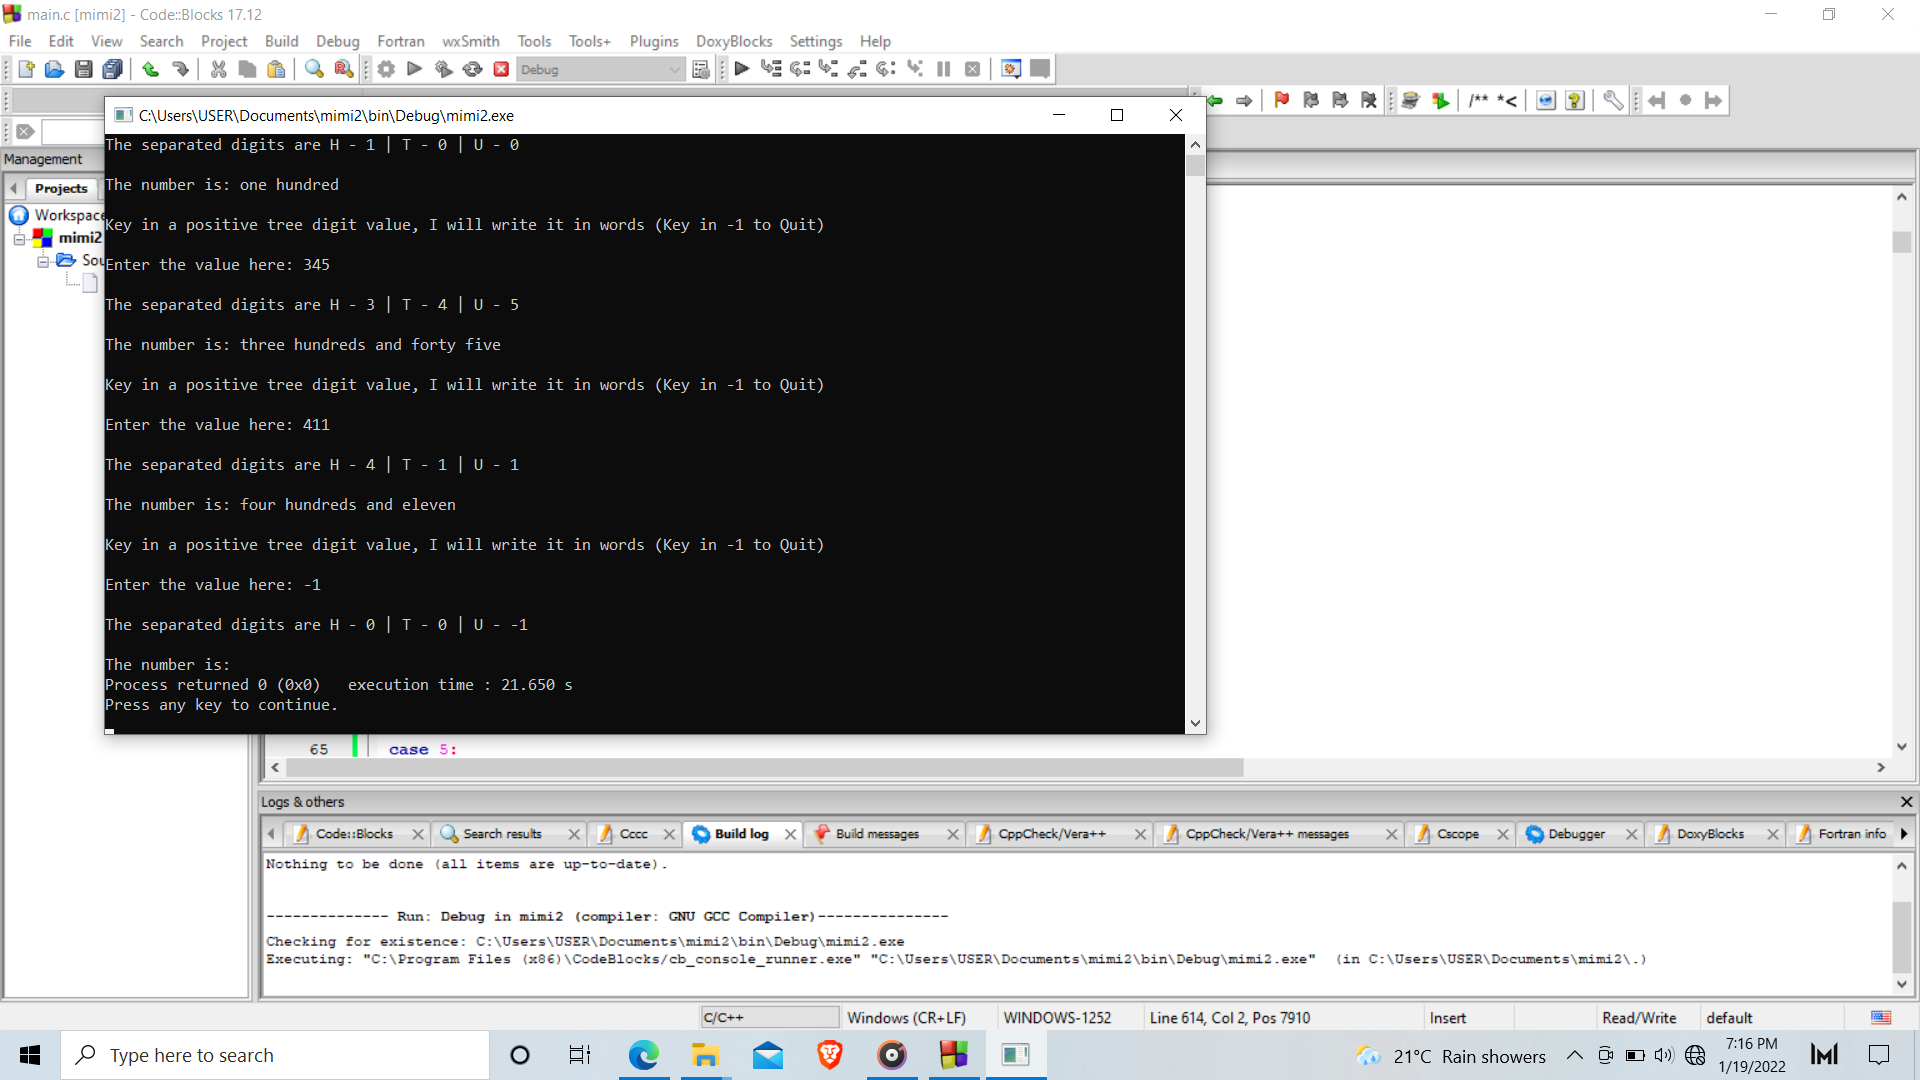 main.c [mimi2] - Code::Blocks 17.12
File Edit View Search Project Build Debug Fortran wxSmith Tools Tools+ Plugins DoxyBlocks Settings Help
Debug
/** *<
C:\Users\USER\Documents\mimi2\bin\Debug\mimi2.exe
Management
Projects
Workspace
mimi2
Sou
The separated digits are H - 1 | T - 0 | U - 0
The number is: one hundred
Key in a positive tree digit value, I will write it in words (Key in -1 to Quit)
Enter the value here: 345
The separated digits are H - 3 | T - 4 | U - 5
The number is: three hundreds and forty five
Key in a positive tree digit value, I will write it in words (Key in -1 to Quit)
Enter the value here: 411
The separated digits are H - 4 | T - 1 | U - 1
The number is: four hundreds and eleven
Key in a positive tree digit value, I will write it in words (Key in -1 to Quit)
Enter the value here: -1
The separated digits are H - 0 | T - 0 | U - -1
The number is:
Process returned 0 (0x0)   execution time : 21.650 s
Press any key to continue.
65 case 5:
Logs & others
Code::Blocks Search results Cccc Build log Build messages CppCheck/Vera++ CppCheck/Vera++ messages Cscope Debugger DoxyBlocks Fortran info
Nothing to be done (all items are up-to-date).
-------------- Run: Debug in mimi2 (compiler: GNU GCC Compiler)---------------
Checking for existence: C:\Users\USER\Documents\mimi2\bin\Debug\mimi2.exe
Executing: "C:\Program Files (x86)\CodeBlocks/cb_console_runner.exe" "C:\Users\USER\Documents\mimi2\bin\Debug\mimi2.exe"  (in C:\Users\USER\Documents\mimi2\.)
C/C++ Windows (CR+LF) WINDOWS-1252 Line 614, Col 2, Pos 7910 Insert Read/Write default
Type here to search
21°C Rain showers
7:16 PM
1/19/2022